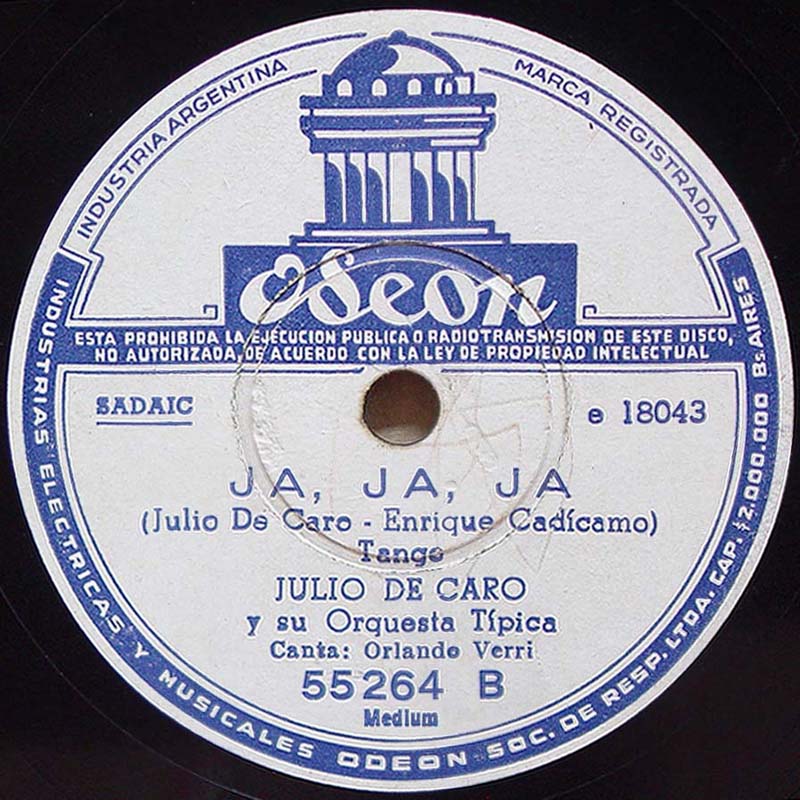 INDUSTRIA ARGENTINA
MARCA REGISTRADA
Odeon
ESTA PROHIBIDA LA EJECUCION PUBLICA O RADIOTRANSMISION DE ESTE DISCO,
NO AUTORIZADA, DE ACUERDO CON LA LEY DE PROPIEDAD INTELECTUAL
SADAIC
e 18043
JA, JA, JA
(Julio De Caro - Enrique Cadícamo)
Tango
JULIO DE CARO
y su Orquesta Típica
Canta: Orlando Verri
55264 B
Medium
INDUSTRIAS ELECTRICAS Y MUSICALES ODEON SOC. DE RESP. LTDA. CAP. $2.000.000 Bs. AIRES